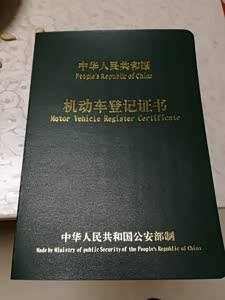 中华人民共和国
People's Republic of China
机动车登记证书
Motor Vehicle Register Certificate
中华人民共和国公安部制
Made by Ministry of public Security of the People's Republic of China